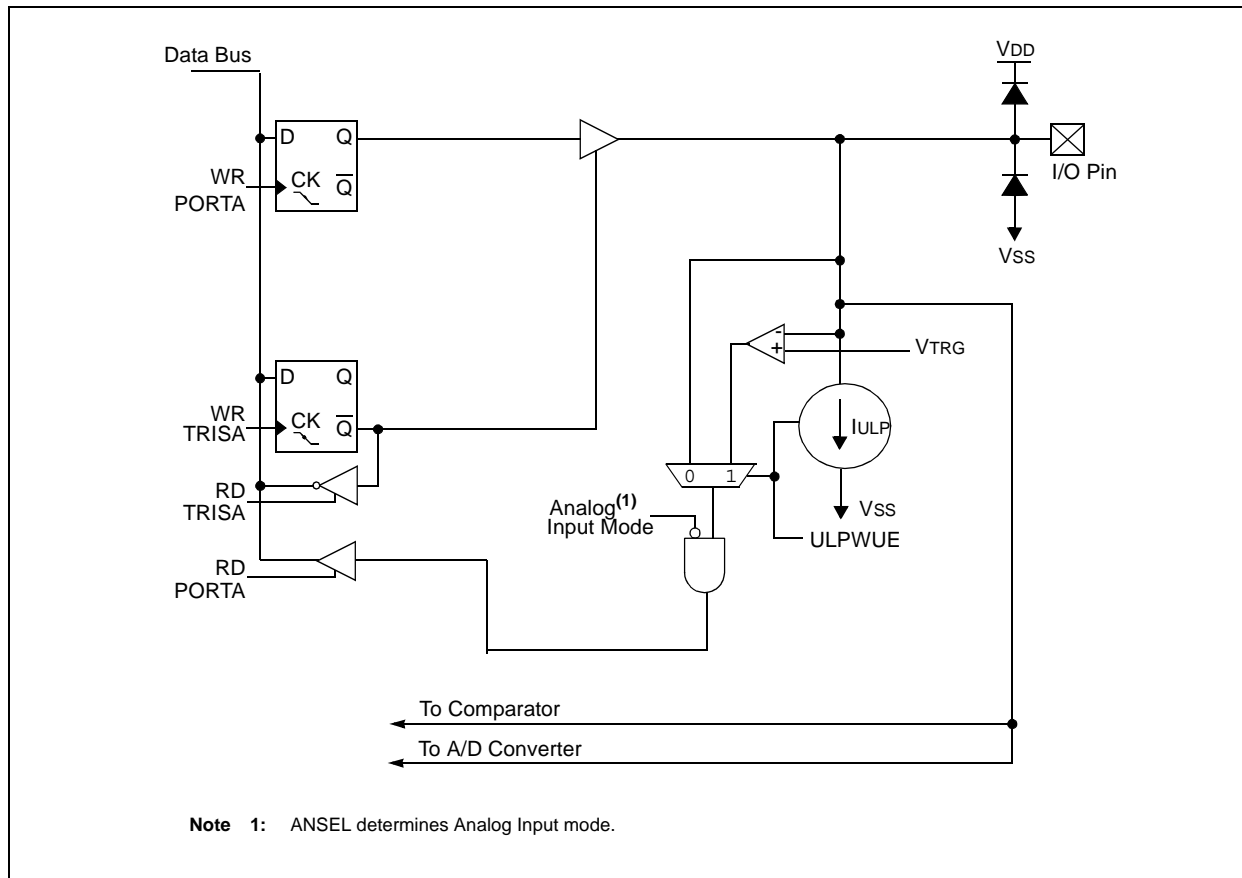 Data Bus
VDD
D Q
WR
PORTA
CK Q
I/O Pin
VSS
-
+
VTRG
D Q
WR
TRISA
CK Q
IULP
0 1
RD
TRISA
Analog(1)
Input Mode
VSS
ULPWUE
RD
PORTA
To Comparator
To A/D Converter
Note 1: ANSEL determines Analog Input mode.